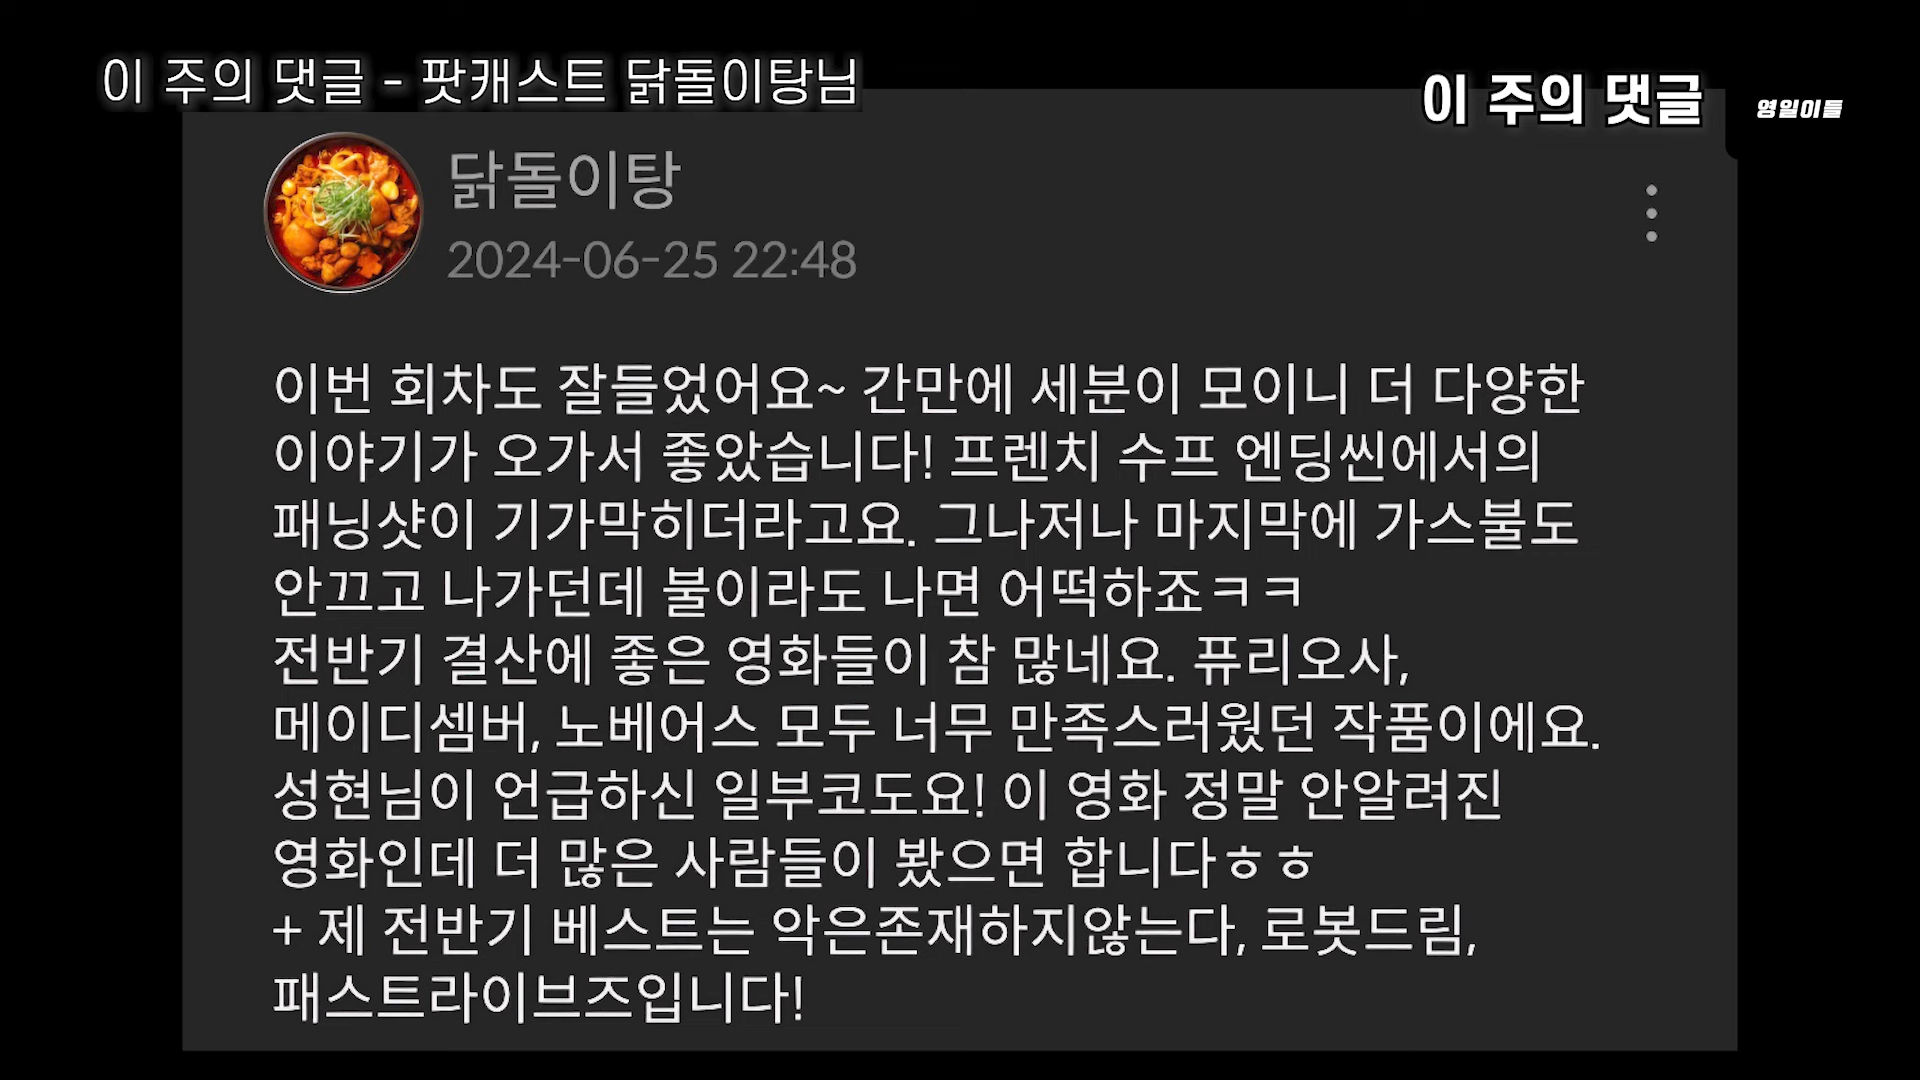 이 주의 댓글 - 팟캐스트 닭돌이탕님
이 주의 댓글
영일이들
닭돌이탕
2024-06-25 22:48
이번 회차도 잘들었어요~ 간만에 세분이 모이니 더 다양한
이야기가 오가서 좋았습니다! 프렌치 수프 엔딩씬에서의
패닝샷이 기가막히더라고요. 그나저나 마지막에 가스불도
안끄고 나가던데 불이라도 나면 어떡하죠ㅋㅋ
전반기 결산에 좋은 영화들이 참 많네요. 퓨리오사,
메이디셈버, 노베어스 모두 너무 만족스러웠던 작품이에요.
성현님이 언급하신 일부코도요! 이 영화 정말 안알려진
영화인데 더 많은 사람들이 봤으면 합니다ㅎㅎ
+ 제 전반기 베스트는 악은존재하지않는다, 로봇드림,
패스트라이브즈입니다!